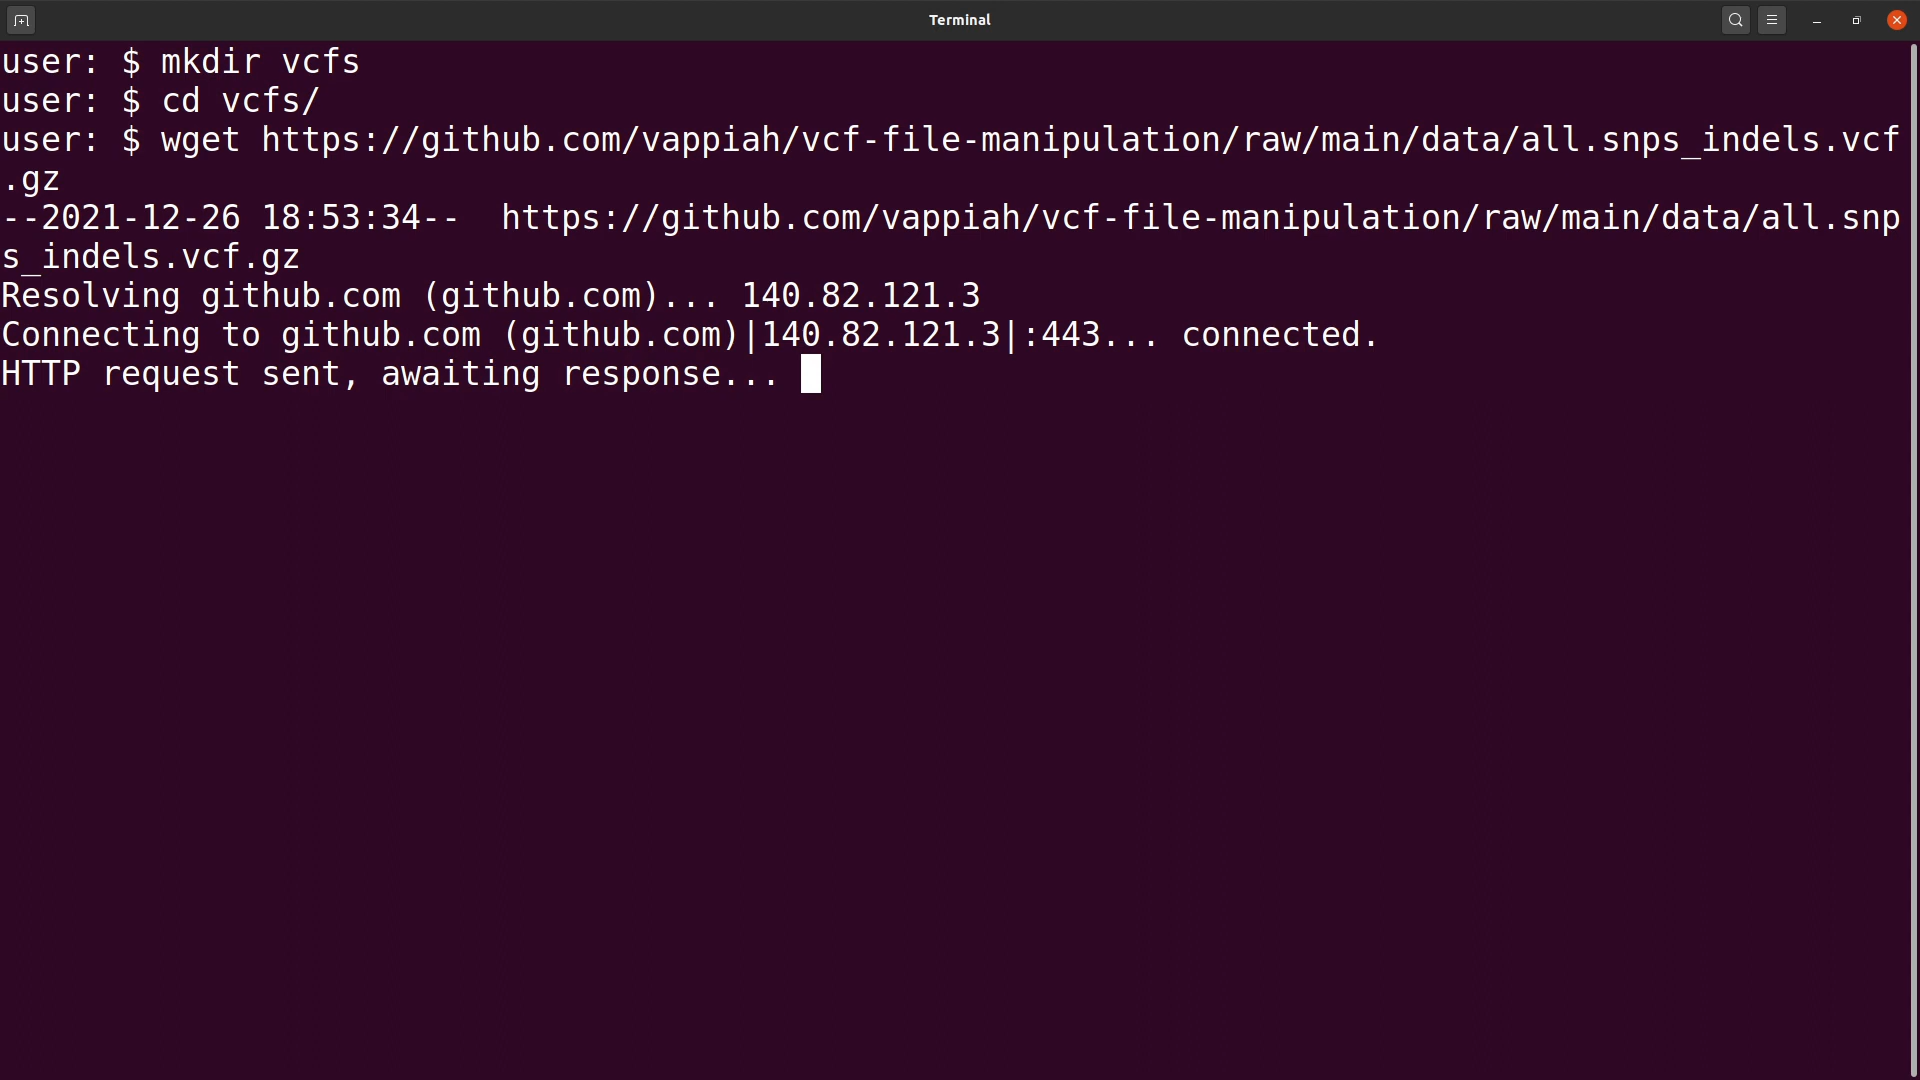 Terminal
user: $ mkdir vcfs
user: $ cd vcfs/
user: $ wget https://github.com/vappiah/vcf-file-manipulation/raw/main/data/all.snps_indels.vcf
.gz
--2021-12-26 18:53:34--  https://github.com/vappiah/vcf-file-manipulation/raw/main/data/all.snp
s_indels.vcf.gz
Resolving github.com (github.com)... 140.82.121.3
Connecting to github.com (github.com)|140.82.121.3|:443... connected.
HTTP request sent, awaiting response...